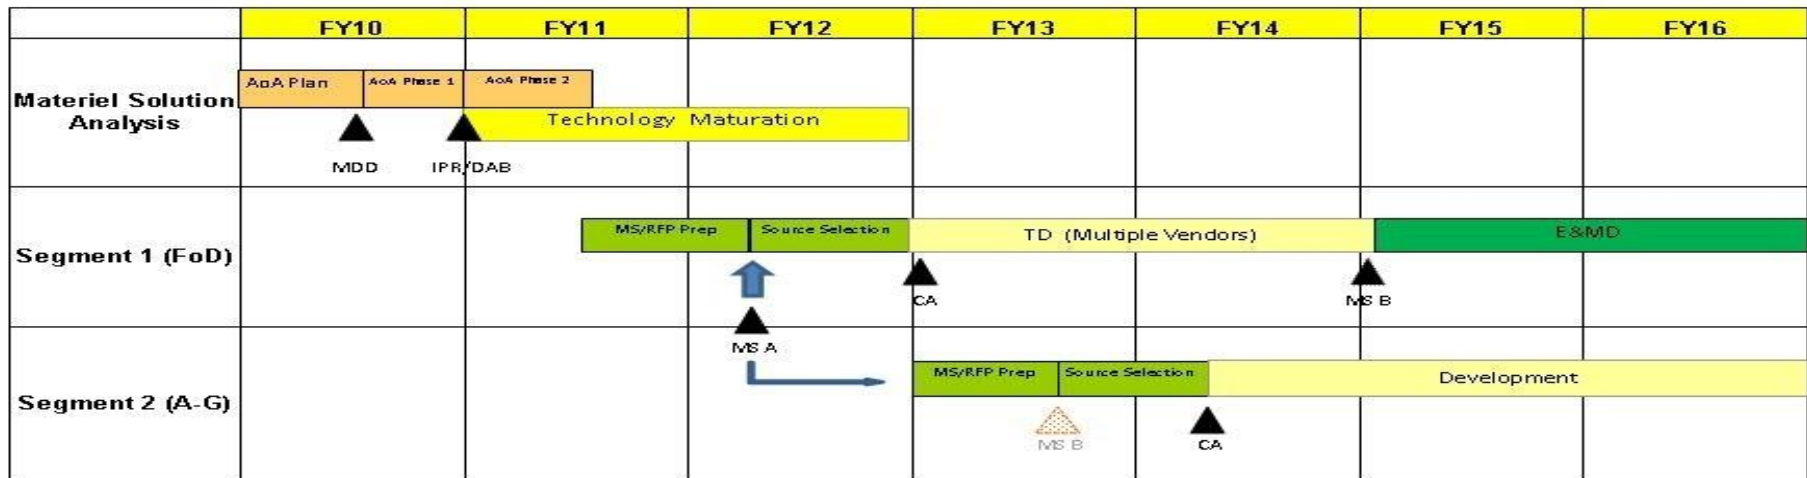 FY10 FY11 FY12 FY13 FY14 FY15 FY16
Materiel Solution
Analysis
AoA Plan AoA Phase 1 AoA Phase 2
Technology Maturation
MDD IPR/DAB
Segment 1 (FoD)
MS/RFP Prep Source Selection TD (Multiple Vendors) E&MD
CA MS B
MS A
Segment 2 (A-G)
MS/RFP Prep Source Selection Development
MS B CA